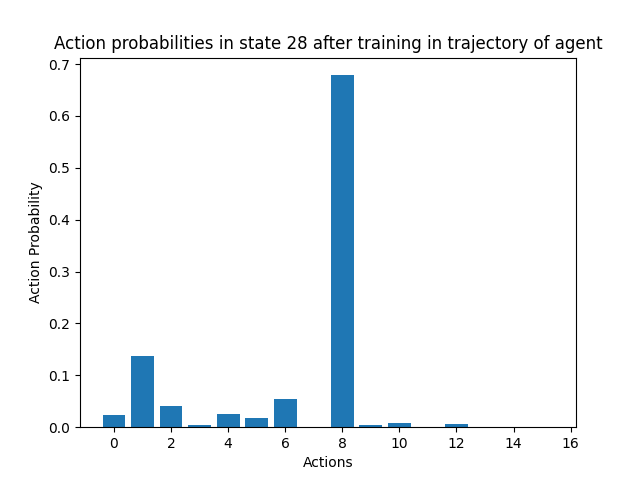 Action probabilities in state 28 after training in trajectory of agent
0.7
0.6
0.5
0.4
0.3
0.2
0.1
0.0
Action Probability
0 2 4 6 8 10 12 14 16
Actions